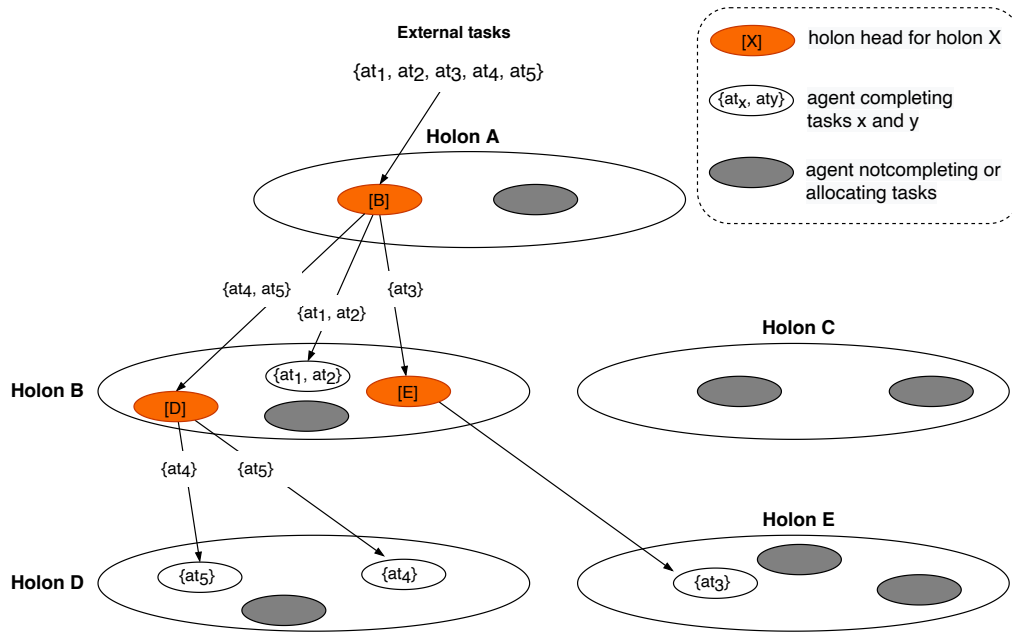 External tasks
{at1, at2, at3, at4, at5}
[X]
holon head for holon X
{atx, aty}
agent completing
tasks x and y
agent notcompleting or
allocating tasks
Holon A
[B]
{at4, at5}
{at1, at2}
{at3}
Holon B
{at1, at2}
[D]
[E]
Holon C
{at4}
{at5}
Holon D
{at5}
{at4}
Holon E
{at3}